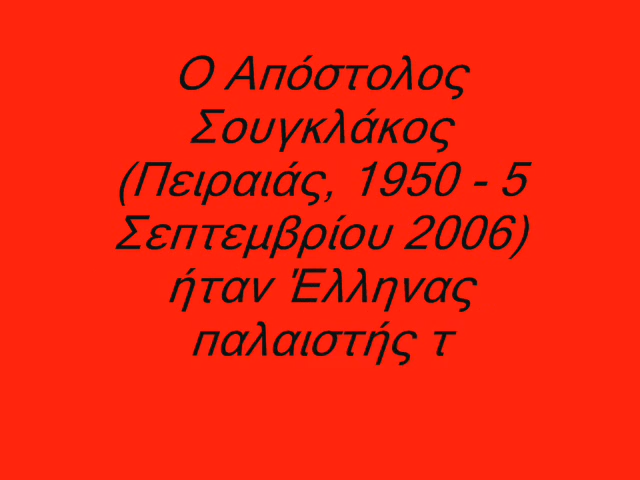 Ο Απόστολος
Σουγκλάκος
(Πειραιάς, 1950 - 5
Σεπτεμβρίου 2006)
ήταν Έλληνας
παλαιστής τ